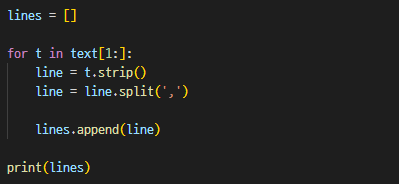 lines = []
for t in text[1:]:
    line = t.strip()
    line = line.split(',')
    lines.append(line)
print(lines)